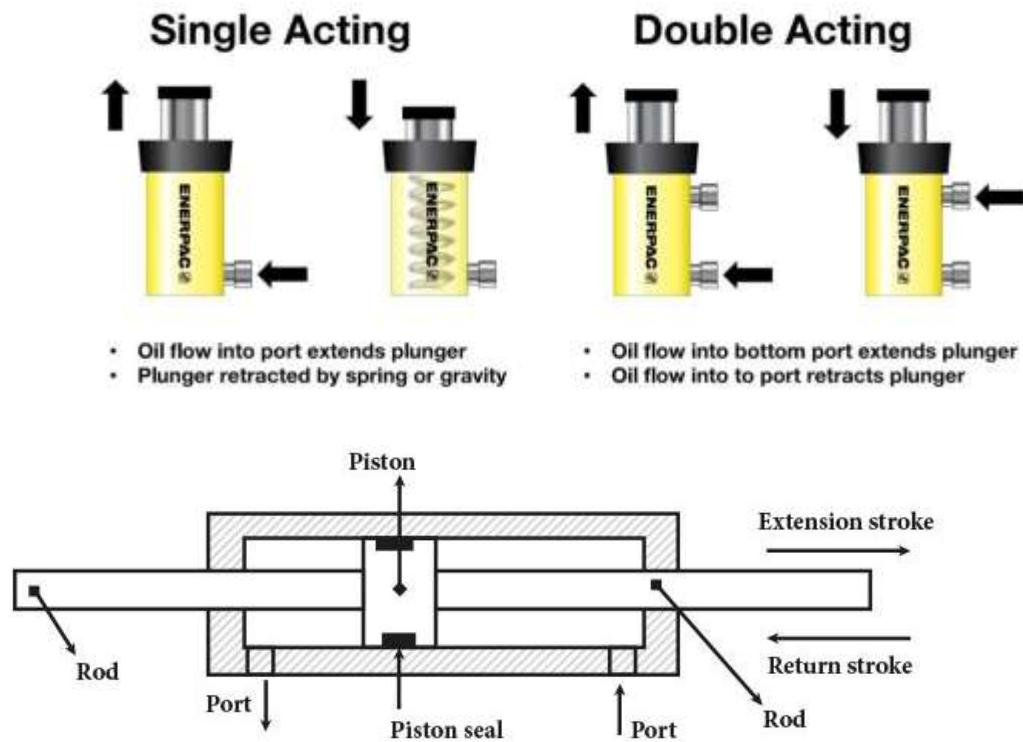 Single Acting
Double Acting
ENERPAC
ENERPAC
ENERPAC
ENERPAC
• Oil flow into port extends plunger
• Plunger retracted by spring or gravity
• Oil flow into bottom port extends plunger
• Oil flow into to port retracts plunger
Piston
Extension stroke
Rod
Return stroke
Port
Piston seal
Port
Rod